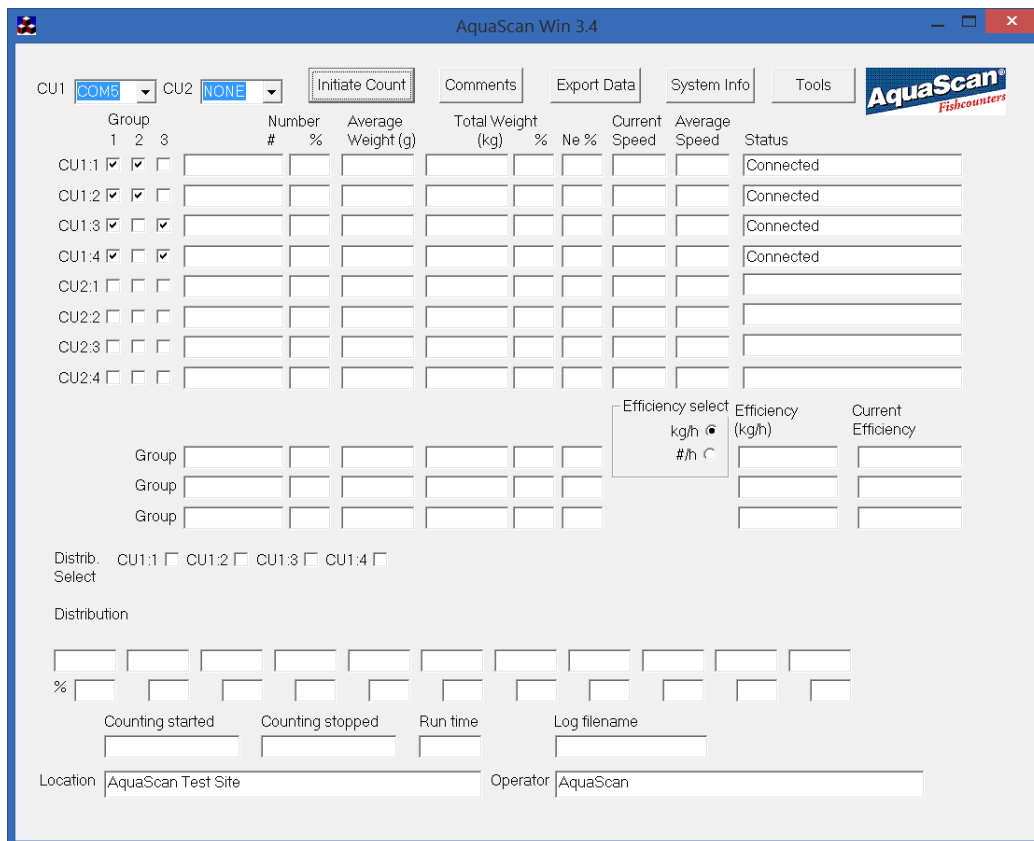 AquaScan Win 3.4
CU1 COM5 CU2 NONE Initiate Count Comments Export Data System Info Tools AquaScan® Fishcounters
Group Number Average Total Weight Current Average
1 2 3 # % Weight (g) (kg) % Ne % Speed Speed Status
CU1:1 Connected
CU1:2 Connected
CU1:3 Connected
CU1:4 Connected
CU2:1
CU2:2
CU2:3
CU2:4
Efficiency select Efficiency Current
kg/h (kg/h) Efficiency
Group #/h
Group
Group
Distrib. CU1:1 CU1:2 CU1:3 CU1:4
Select
Distribution
%
Counting started Counting stopped Run time Log filename
Location AquaScan Test Site Operator AquaScan